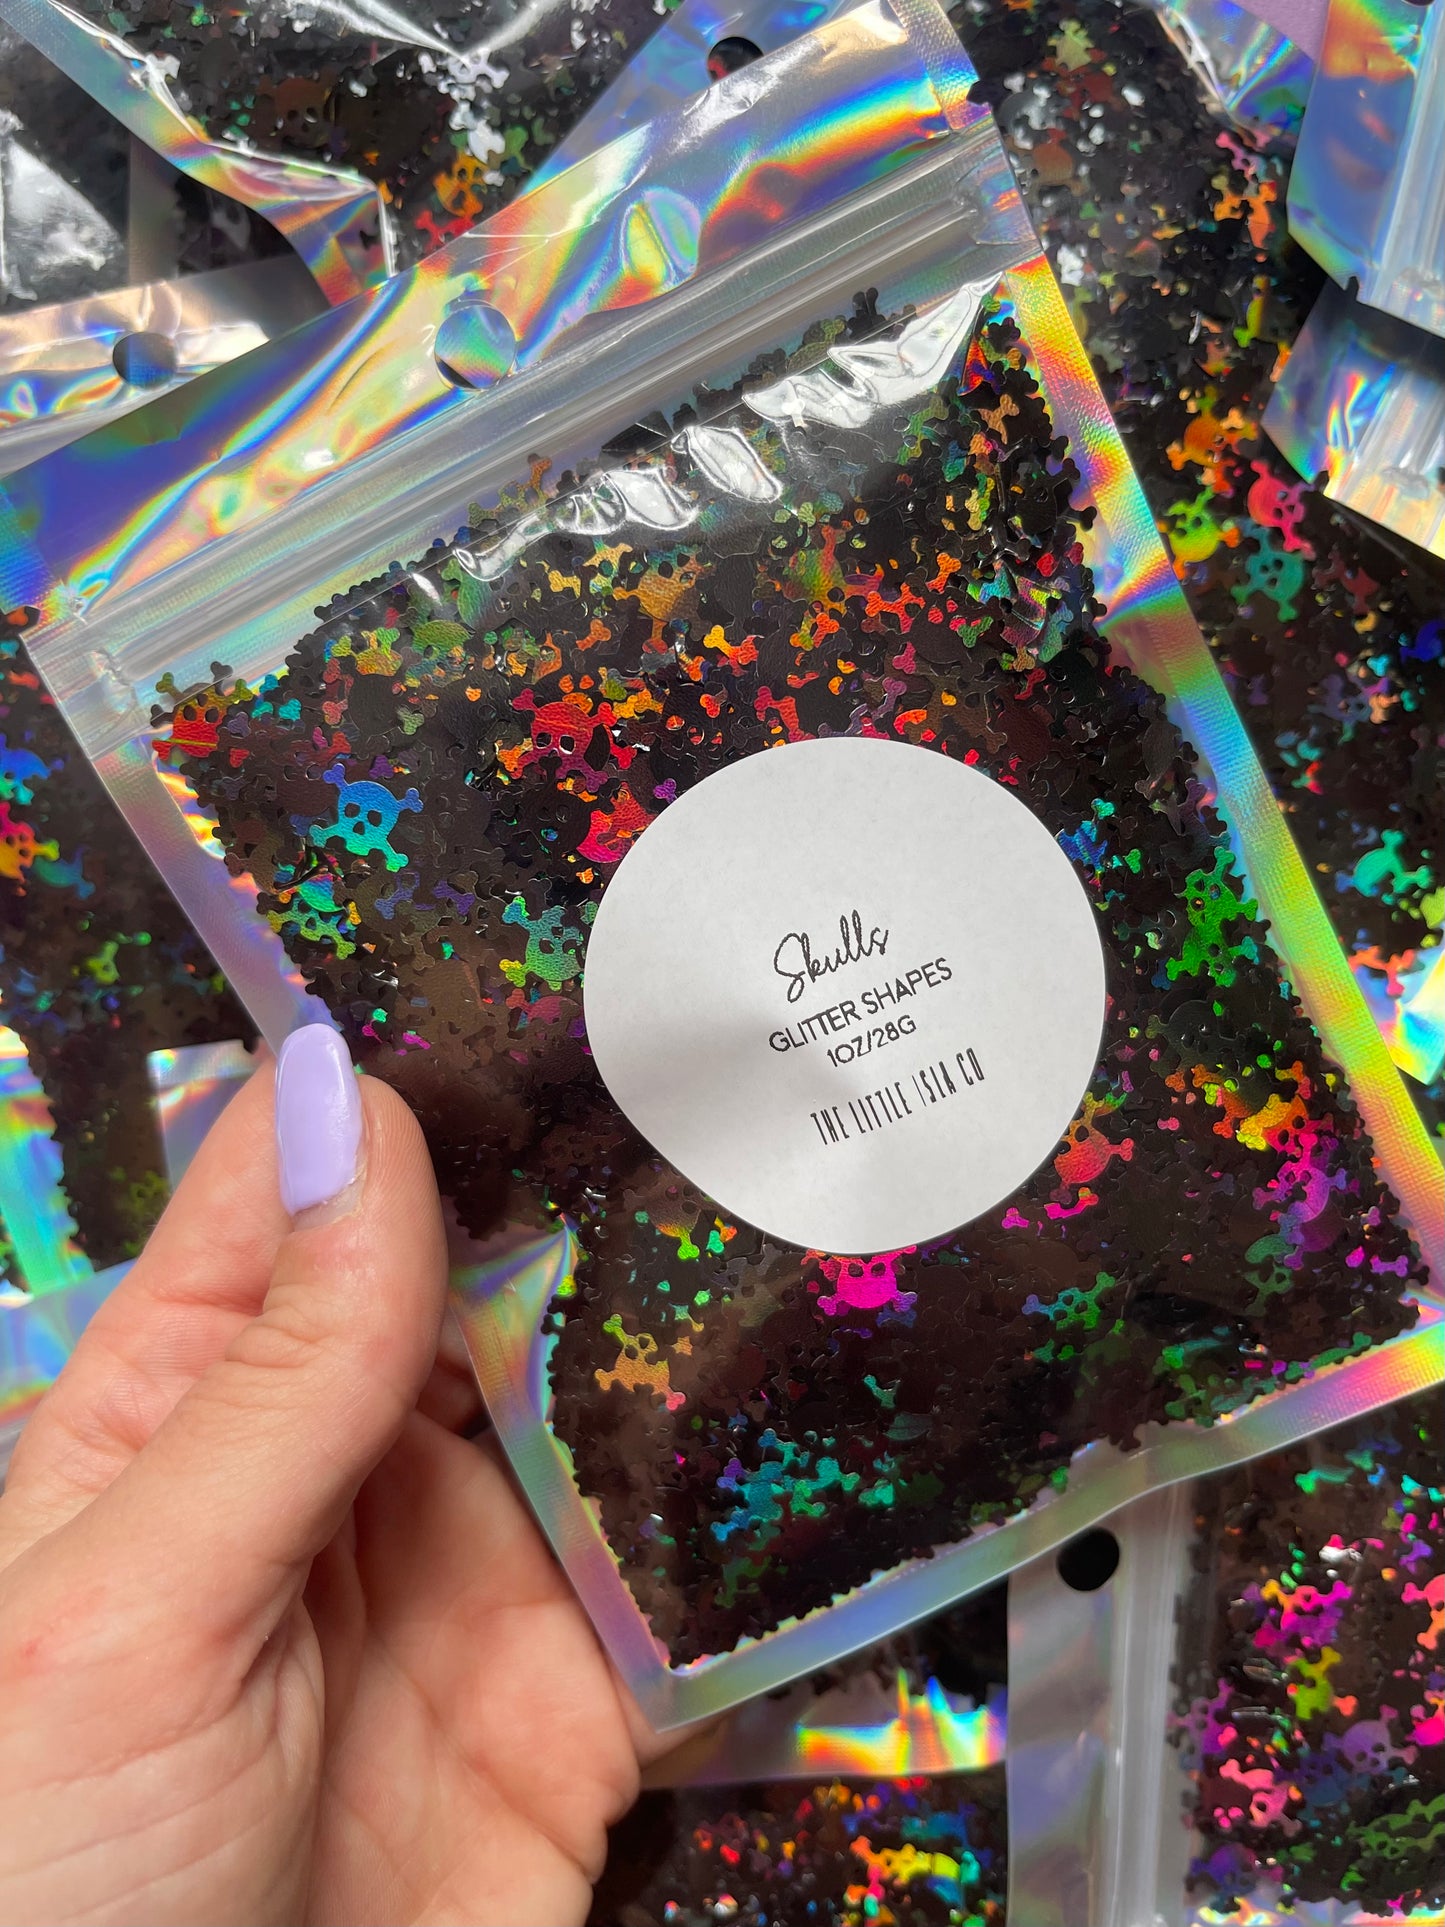 Skulls
GLITTER SHAPES
1OZ/28G
THE LITTLE ISLA CO